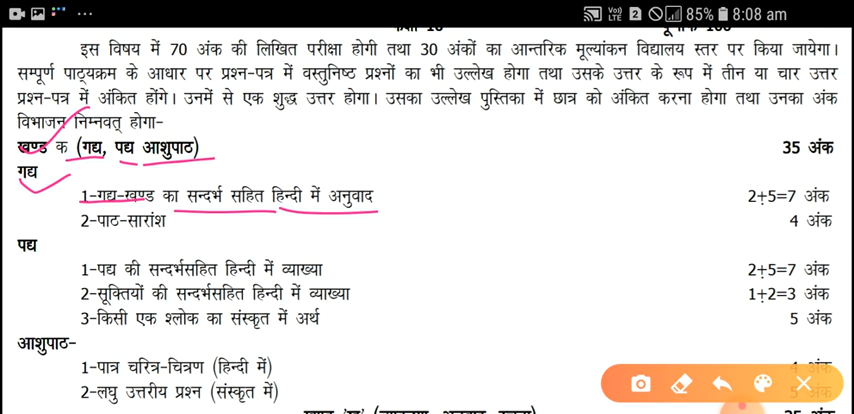 85% 8:08 am
इस विषय में 70 अंक की लिखित परीक्षा होगी तथा 30 अंकों का आन्तरिक मूल्यांकन विद्यालय स्तर पर किया जायेगा।
सम्पूर्ण पाठ्यक्रम के आधार पर प्रश्न-पत्र में वस्तुनिष्ठ प्रश्नों का भी उल्लेख होगा तथा उसके उत्तर के रूप में तीन या चार उत्तर
प्रश्न-पत्र में अंकित होंगे। उनमें से एक शुद्ध उत्तर होगा। उसका उल्लेख पुस्तिका में छात्र को अंकित करना होगा तथा उनका अंक
विभाजन निम्नवत् होगा-
खण्ड क (गद्य, पद्य आशुपाठ) 35 अंक
गद्य
1-गद्य-खण्ड का सन्दर्भ सहित हिन्दी में अनुवाद 2+5=7 अंक
2-पाठ-सारांश 4 अंक
पद्य
1-पद्य की सन्दर्भसहित हिन्दी में व्याख्या 2+5=7 अंक
2-सूक्तियों की सन्दर्भसहित हिन्दी में व्याख्या 1+2=3 अंक
3-किसी एक श्लोक का संस्कृत में अर्थ 5 अंक
आशुपाठ-
1-पात्र चरित्र-चित्रण (हिन्दी में) 4 अंक
2-लघु उत्तरीय प्रश्न (संस्कृत में) 5 अंक